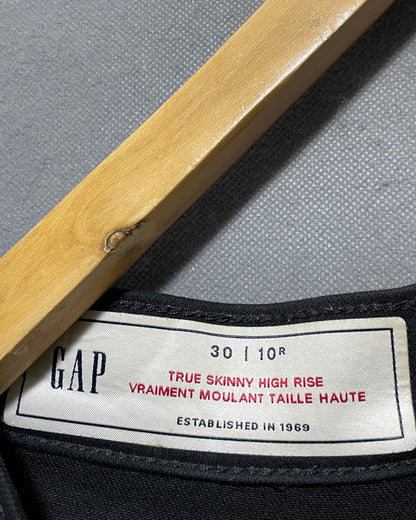 GAP
30 | 10R
TRUE SKINNY HIGH RISE
VRAIMENT MOULANT TAILLE HAUTE
ESTABLISHED IN 1969